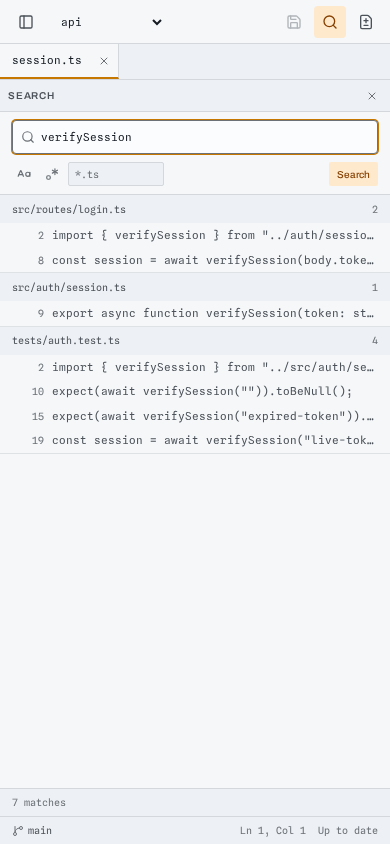 api
session.ts
SEARCH
verifySession
Aa .* *.ts Search
src/routes/login.ts 2
2 import { verifySession } from "../auth/sessio…
8 const session = await verifySession(body.toke…
src/auth/session.ts 1
9 export async function verifySession(token: st…
tests/auth.test.ts 4
2 import { verifySession } from "../src/auth/se…
10 expect(await verifySession("")).toBeNull();
15 expect(await verifySession("expired-token")).…
19 const session = await verifySession("live-tok…
7 matches
main Ln 1, Col 1 Up to date